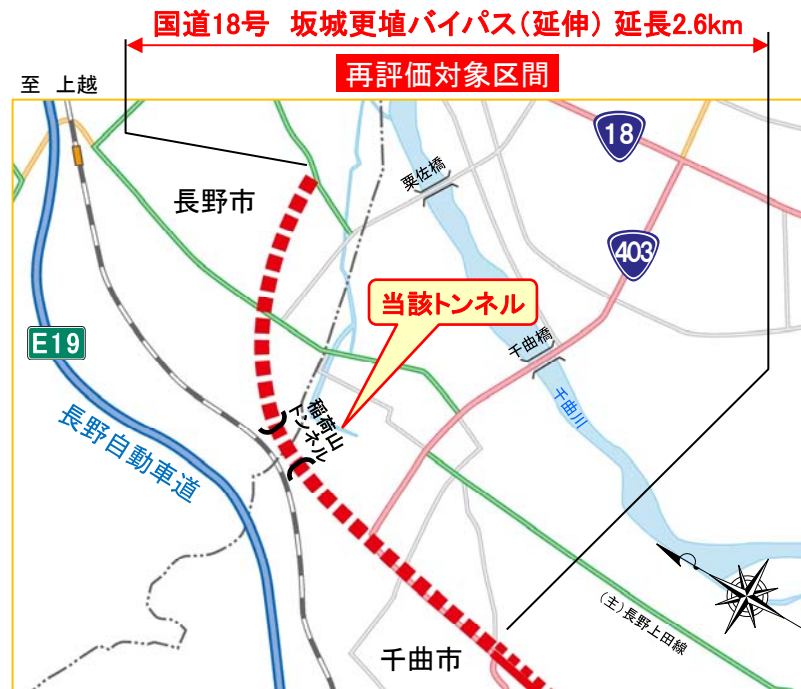 国道18号 坂城更埴バイパス(延伸) 延長2.6km
再評価対象区間
至 上越
18
粟佐橋
長野市
403
当該トンネル
E19
千曲橋
稲荷山
トンネル
千曲川
長野自動車道
(主)長野上田線
千曲市